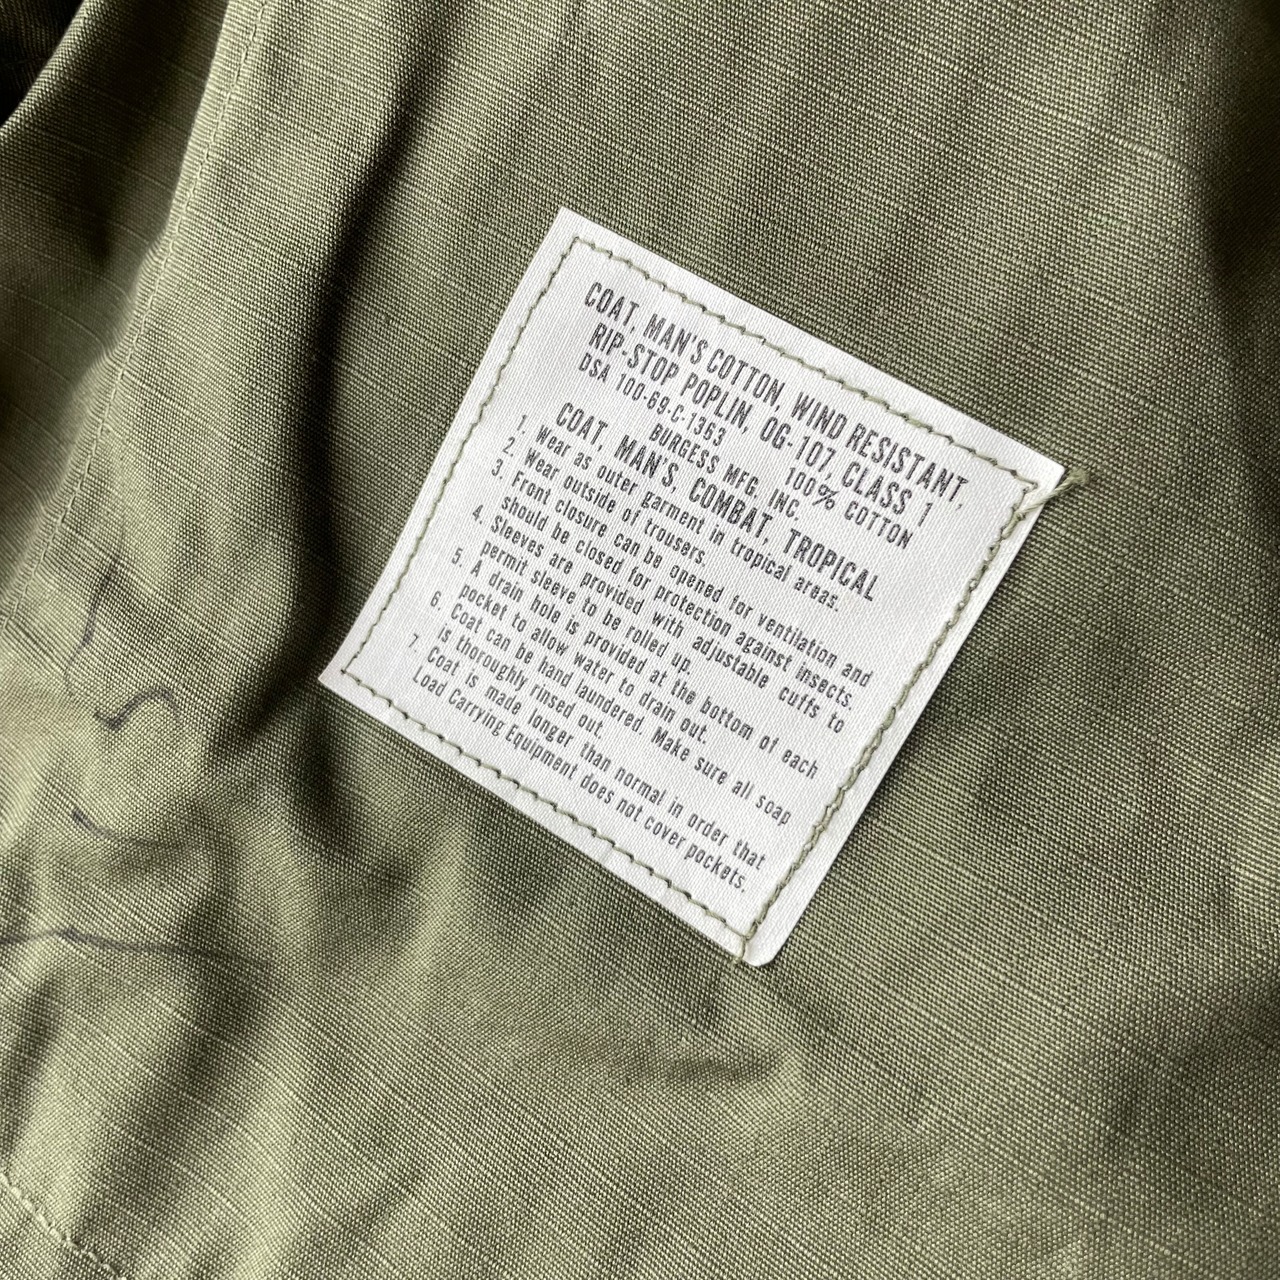 COAT, MAN'S COTTON, WIND RESISTANT,
RIP-STOP POPLIN, OG-107, CLASS 1
DSA 100-69-C-1353 100% COTTON
BURGESS MFG. INC.
COAT, MAN'S, COMBAT, TROPICAL
1. Wear as outer garment in tropical areas.
2. Wear outside of trousers.
3. Front closure can be opened for ventilation and
should be closed for protection against insects.
4. Sleeves are provided with adjustable cuffs to
permit sleeve to be rolled up.
5. A drain hole is provided at the bottom of each
pocket to allow water to drain out.
6. Coat can be hand laundered. Make sure all soap
is thoroughly rinsed out.
7. Coat is made longer than normal in order that
Load Carrying Equipment does not cover pockets.